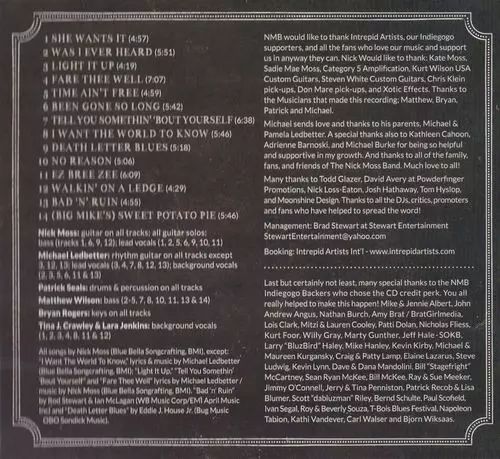 1 SHE WANTS IT (4:57)
2 WAS I EVER HEARD (5:51)
3 LIGHT IT UP (4:19)
4 FARE THEE WELL (7:07)
5 TIME AIN'T FREE (4:59)
6 BEEN GONE SO LONG (5:42)
7 TELL YOU SOMETHIN' 'BOUT YOURSELF (6:38)
8 I WANT THE WORLD TO KNOW (5:46)
9 DEATH LETTER BLUES (5:18)
10 NO REASON (5:06)
11 EZ BREE ZEE (6:09)
12 WALKIN' ON A LEDGE (4:29)
13 BAD 'N' RUIN (4:55)
14 (BIG MIKE'S) SWEET POTATO PIE (5:46)
Nick Moss: guitar on all tracks; all guitar solos;
bass (tracks 1, 6, 9, 12); lead vocals (1, 2, 5, 6, 9, 10, 11)
Michael Ledbetter: rhythm guitar on all tracks except
3, 12, 13; lead vocals (3, 4, 7, 8, 12, 13); background vocals
(2, 3, 5, 6, 11 & 13)
Patrick Seals: drums & percussion on all tracks
Matthew Wilson: bass (2-5, 7, 8, 10, 11, 13 & 14)
Bryan Rogers: keys on all tracks
Tina J. Crawley & Lara Jenkins: background vocals
(1, 2, 3, 4, 8, 11 & 12)
All songs by Nick Moss (Blue Bella Songcrafting, BMI), except:
"I Want The World To Know," lyrics & music by Michael Ledbetter
(Blue Bella Songcrafting, BMI); "Light It Up," "Tell You Somethin'
'Bout Yourself" and "Fare Thee Well" lyrics by Michael Ledbetter /
music by Nick Moss (Blue Bella Songcrafting, BMI), "Bad 'n' Ruin"
by Rod Stewart & Ian McLagan (WB Music Corp/EMI April Music
Inc) and "Death Letter Blues" by Eddie J. House Jr. (Bug Music
OBO Sondick Music).
NMB would like to thank Intrepid Artists, our Indiegogo
supporters, and all the fans who love our music and support
us in anyway they can. Nick Would like to thank: Kate Moss,
Sadie Mae Moss, Category 5 Amplification, Kurt Wilson USA
Custom Guitars, Steven White Custom Guitars, Chris Klein
pick-ups, Don Mare pick-ups, and Xotic Effects. Thanks to
the Musicians that made this recording: Matthew, Bryan,
Patrick and Michael.
Michael sends love and thanks to his parents, Michael &
Pamela Ledbetter. A special thanks also to Kathleen Cahoon,
Adrienne Barnoski, and Michael Burke for being so helpful
and supportive in my growth. And thanks to all of the family,
fans, and friends of The Nick Moss Band. Much love to all!
Many thanks to Todd Glazer, David Avery at Powderfinger
Promotions, Nick Loss-Eaton, Josh Hathaway, Tom Hyslop,
and Moonshine Design. Thanks to all the DJs, critics, promoters
and fans who have helped to spread the word!
Management: Brad Stewart at Stewart Entertainment
StewartEntertainment@yahoo.com
Booking: Intrepid Artists Int'l - www.intrepidartists.com
Last but certainly not least, many special thanks to the NMB
Indiegogo Backers who chose the CD credit perk. You all
really helped to make this happen! Mike & Jennie Albert, John
Andrew Angus, Nathan Burch, Amy Brat / BratGirlmedia,
Lois Clark, Mitzi & Lauren Cooley, Patti Dolan, Nicholas Fliess,
Kurt Foor, Willy Gray, Marty Gunther, Jeff Hale -SOKB.
Larry "BluzBird" Haley, Mike Hanley, Kevin Kirby, Michael
& Maureen Kurgansky, Craig & Patty Lamp, Elaine Lazarus, Steve
Ludwig, Kevin Lynn, Dave & Dana Mandolini. Bill "Stagefright"
McCartney, Sean Ryan McKee, Bill McKee, Ray & Sue Meeker,
Jimmy O'Connell, Jerry & Tina Penniston, Patrick Recob & Lisa
Blumer, Scott "dabluzman" Riley, Bernd Schulte, Paul Scofield,
Ivan Segal, Roy & Beverly Souza, T-Bois Blues Festival, Napoleon
Tabion, Kathi Vandever, Carl Walser and Bjorn Wiksaas.